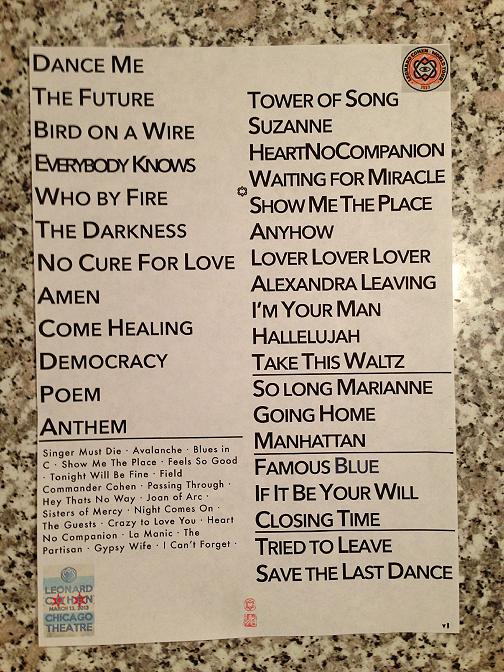 DANCE ME
THE FUTURE
BIRD ON A WIRE
EVERYBODY KNOWS
WHO BY FIRE
THE DARKNESS
NO CURE FOR LOVE
AMEN
COME HEALING
DEMOCRACY
POEM
ANTHEM
Singer Must Die · Avalanche · Blues in
C · Show Me The Place · Feels So Good
· Tonight Will Be Fine · Field
Commander Cohen · Passing Through ·
Hey Thats No Way · Joan of Arc ·
Sisters of Mercy · Night Comes On ·
The Guests · Crazy to Love You · Heart
No Companion · La Manic · The
Partisan · Gypsy Wife · I Can't Forget ·
LEONARD
COHEN
MARCH 13, 2013
CHICAGO
THEATRE
LEONARD COHEN WORLD TOUR
TOWER OF SONG
SUZANNE
HEARTNOCOMPANION
WAITING FOR MIRACLE
SHOW ME THE PLACE
ANYHOW
LOVER LOVER LOVER
ALEXANDRA LEAVING
I'M YOUR MAN
HALLELUJAH
TAKE THIS WALTZ
SO LONG MARIANNE
GOING HOME
MANHATTAN
FAMOUS BLUE
IF IT BE YOUR WILL
CLOSING TIME
TRIED TO LEAVE
SAVE THE LAST DANCE
v1